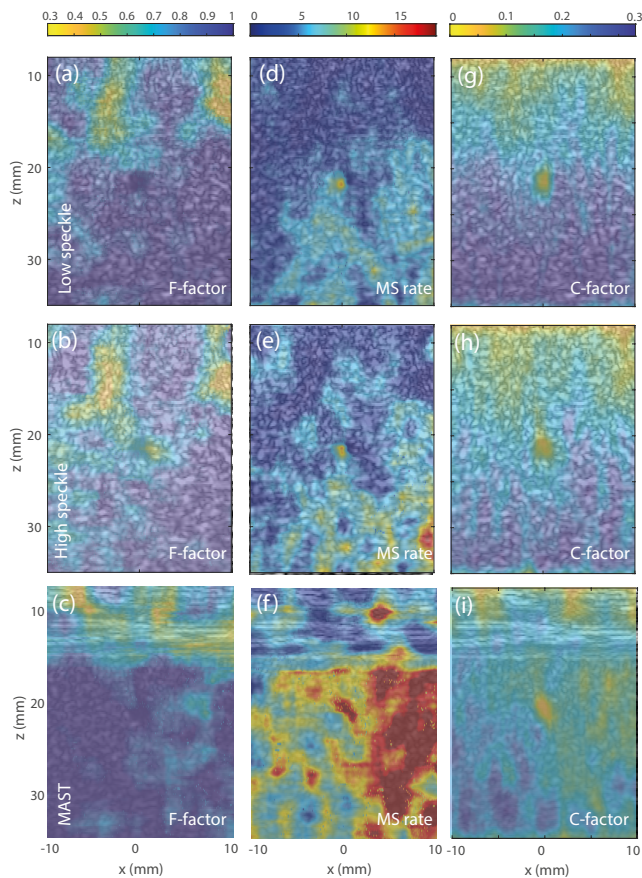 0.3 0.4 0.5 0.6 0.7 0.8 0.9 1
0 5 10 15
0 0.1 0.2 0.3
(a) (d) (g)
10
20
30
z (mm)
Low speckle
F-factor MS rate C-factor
(b) (e) (h)
10
20
30
z (mm)
High speckle
F-factor MS rate C-factor
(c) (f) (i)
10
20
30
z (mm)
MAST
F-factor MS rate C-factor
-10 0 10 -10 0 10 -10 0 10
x (mm) x (mm) x (mm)